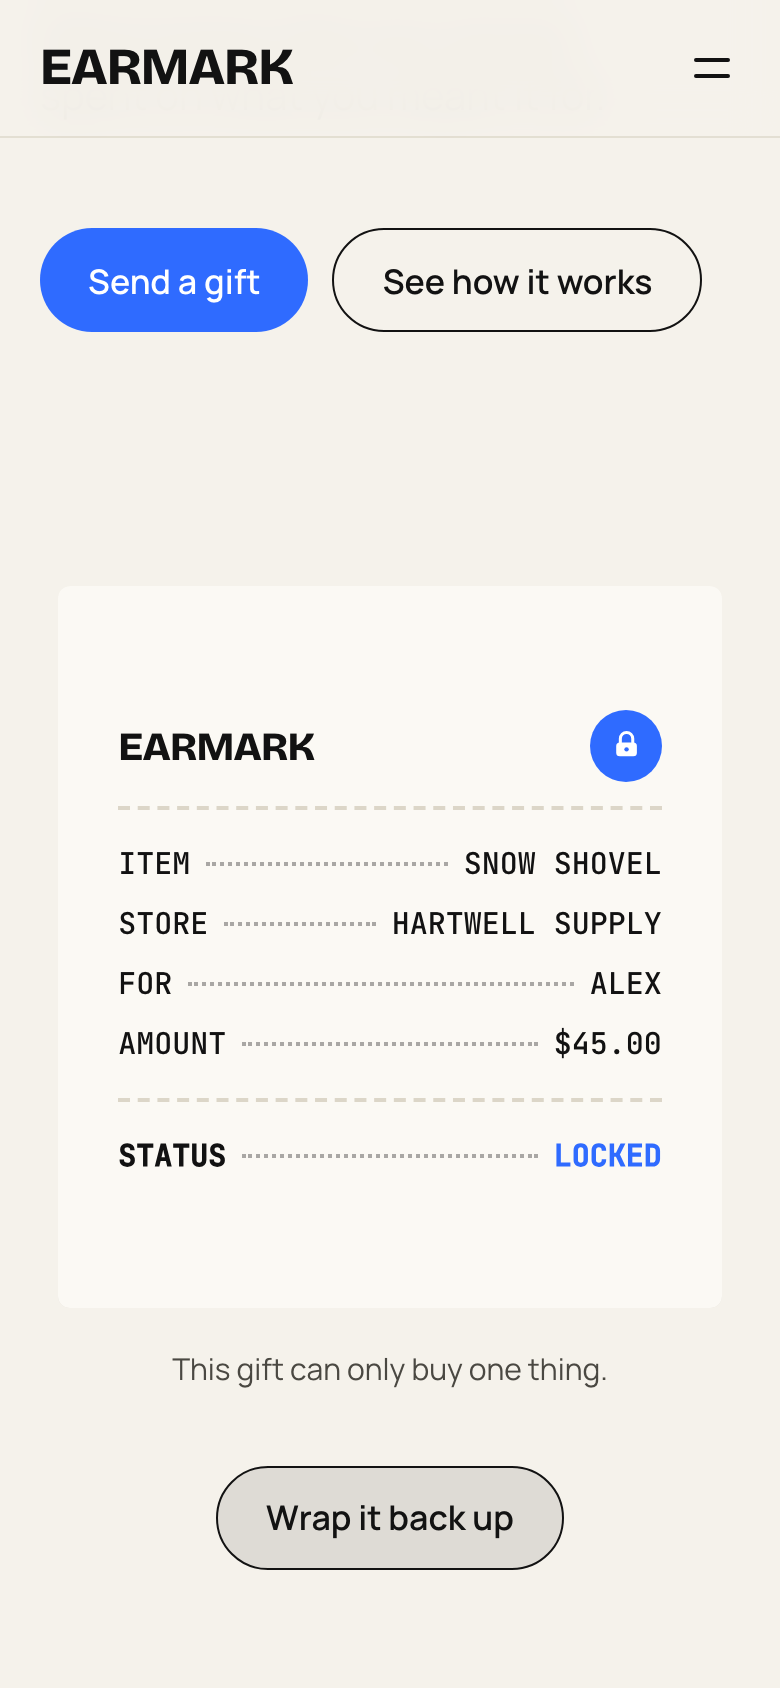 EARMARK
Send a gift
See how it works
EARMARK
ITEM SNOW SHOVEL
STORE HARTWELL SUPPLY
FOR ALEX
AMOUNT $45.00
STATUS LOCKED
This gift can only buy one thing.
Wrap it back up